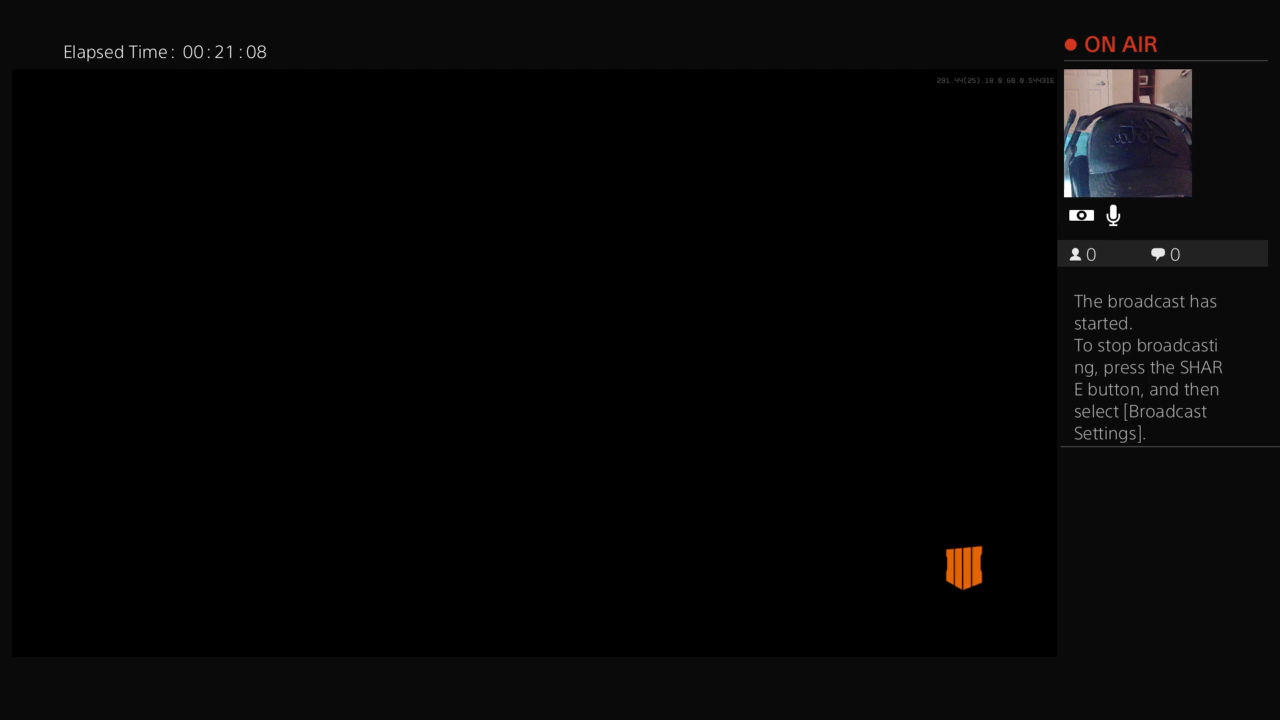 Elapsed Time: 00:21:08
ON AIR
0
0
The broadcast has
started.
To stop broadcasti
ng, press the SHAR
E button, and then
select [Broadcast
Settings].